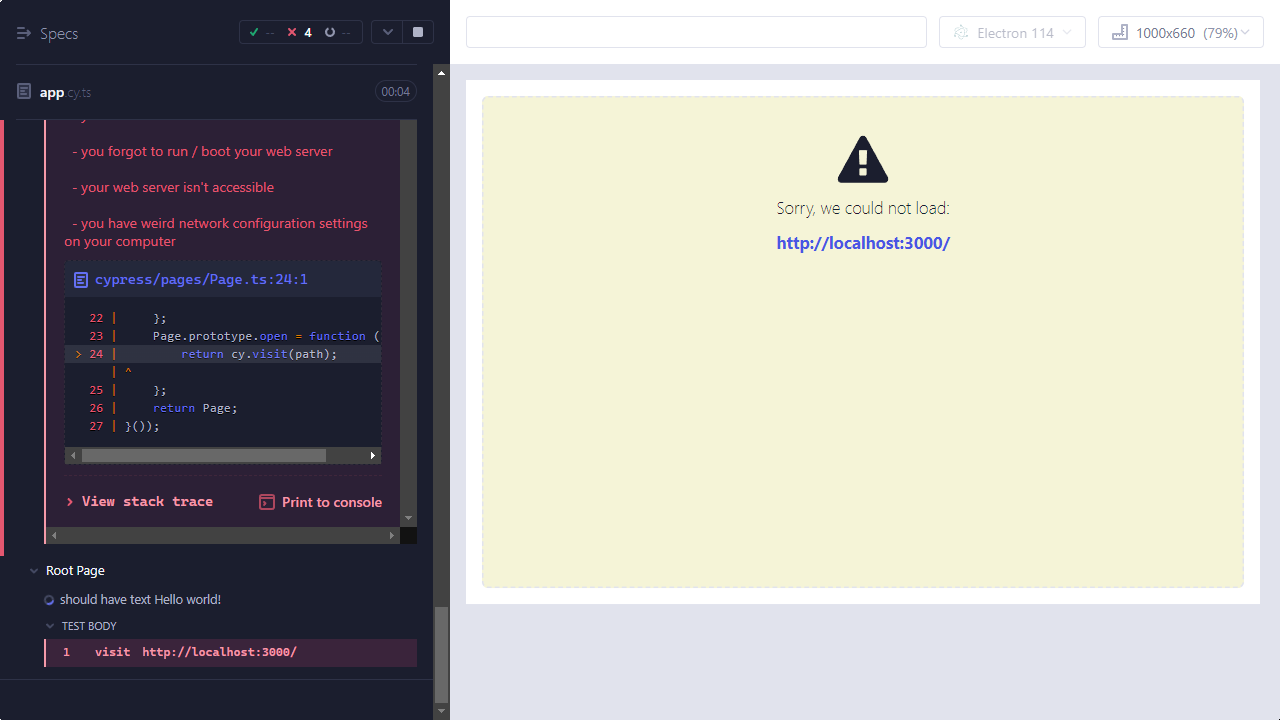 Specs
-- 4 --
app.cy.ts
00:04
- you forgot to run / boot your web server
- your web server isn't accessible
- you have weird network configuration settings
on your computer
cypress/pages/Page.ts:24:1
22 | };
23 | Page.prototype.open = function (
> 24 | return cy.visit(path);
| ^
25 | };
26 | return Page;
27 | }());
View stack trace
Print to console
Root Page
should have text Hello world!
TEST BODY
1 visit http://localhost:3000/
Electron 114
1000x660 (79%)
Sorry, we could not load:
http://localhost:3000/